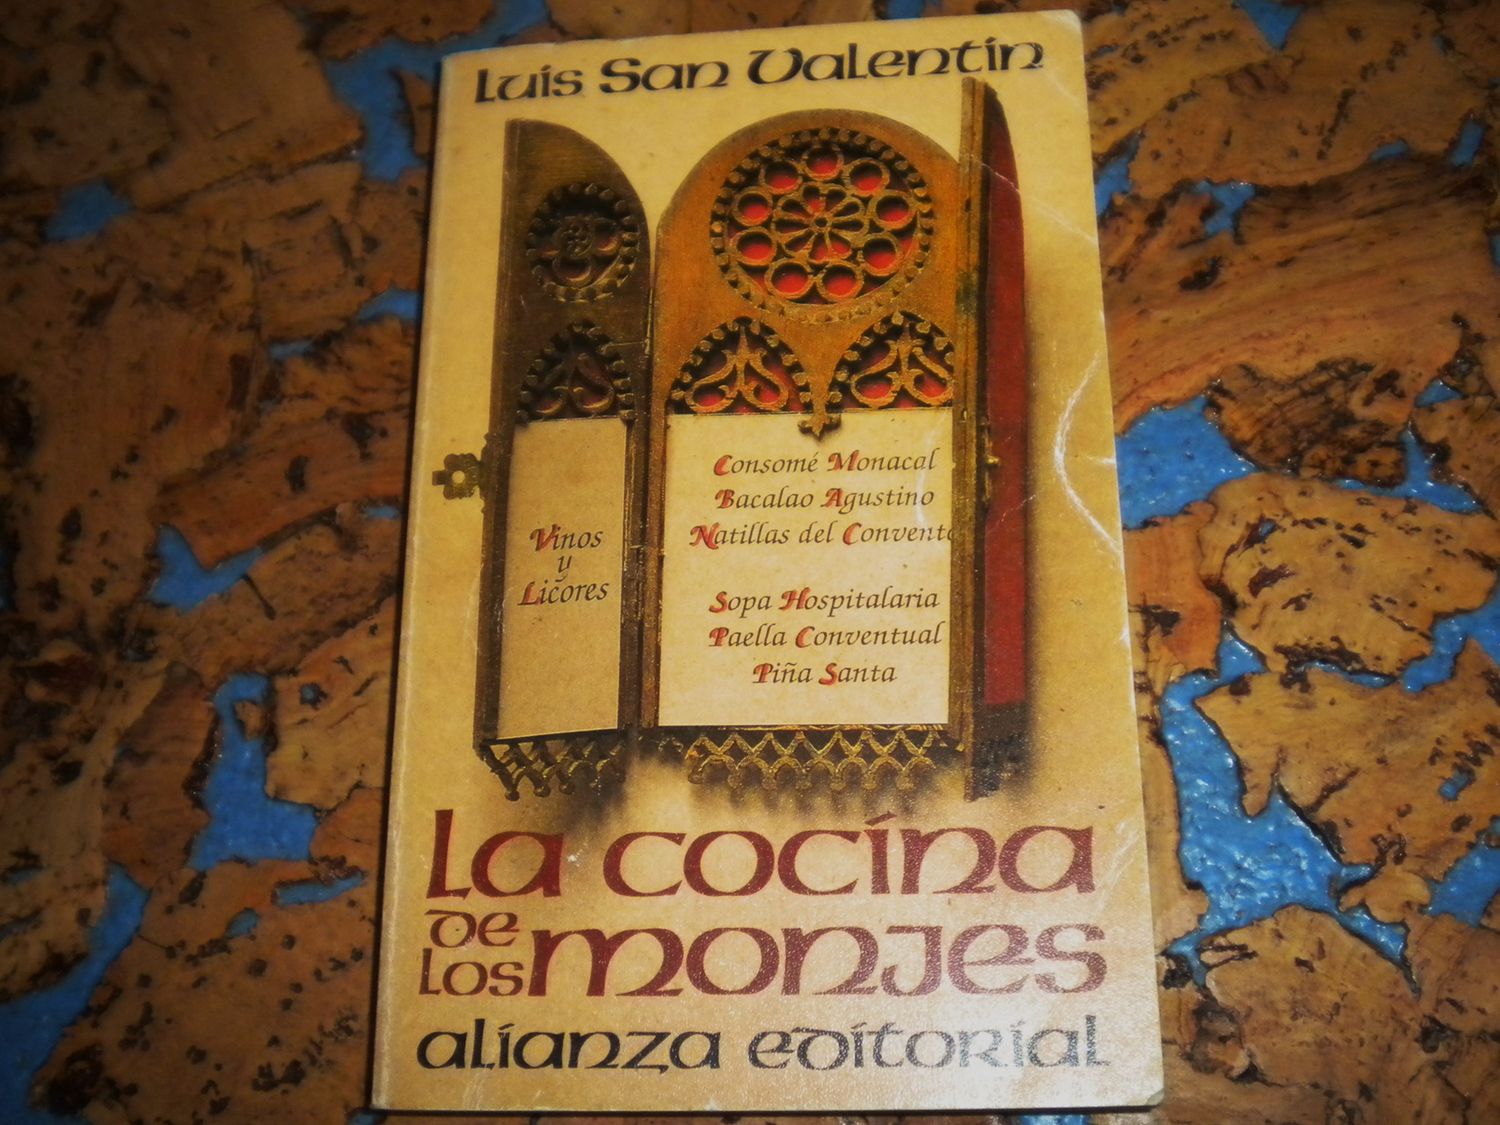 Luis San Valentín
Vinos
y
Licores
Consomé Monacal
Bacalao Agustino
Natillas del Convento
Sopa Hospitalaria
Paella Conventual
Piña Santa
La cocina
de
los monjes
alianza editorial